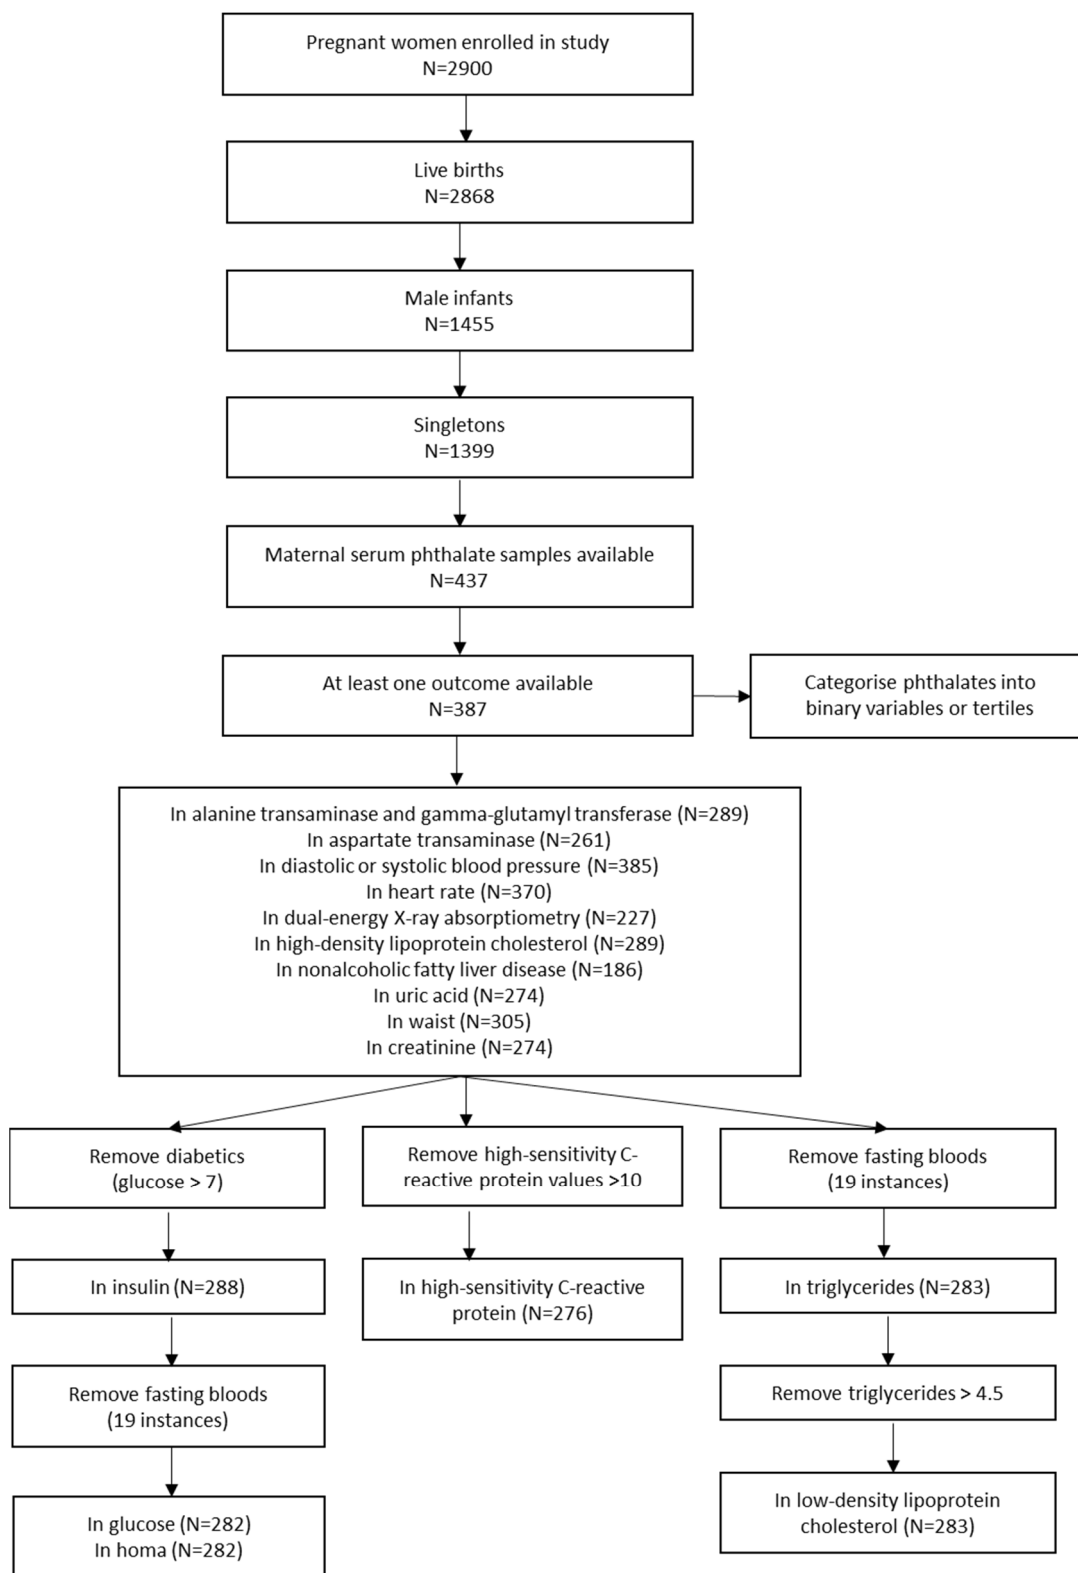 Pregnant women enrolled in study
N=2900
Live births
N=2868
Male infants
N=1455
Singletons
N=1399
Maternal serum phthalate samples available
N=437
At least one outcome available
N=387
Categorise phthalates into
binary variables or tertiles
In alanine transaminase and gamma-glutamyl transferase (N=289)
In aspartate transaminase (N=261)
In diastolic or systolic blood pressure (N=385)
In heart rate (N=370)
In dual-energy X-ray absorptiometry (N=227)
In high-density lipoprotein cholesterol (N=289)
In nonalcoholic fatty liver disease (N=186)
In uric acid (N=274)
In waist (N=305)
In creatinine (N=274)
Remove diabetics
(glucose > 7)
In insulin (N=288)
Remove fasting bloods
(19 instances)
In glucose (N=282)
In homa (N=282)
Remove high-sensitivity C-
reactive protein values >10
In high-sensitivity C-reactive
protein (N=276)
Remove fasting bloods
(19 instances)
In triglycerides (N=283)
Remove triglycerides > 4.5
In low-density lipoprotein
cholesterol (N=283)